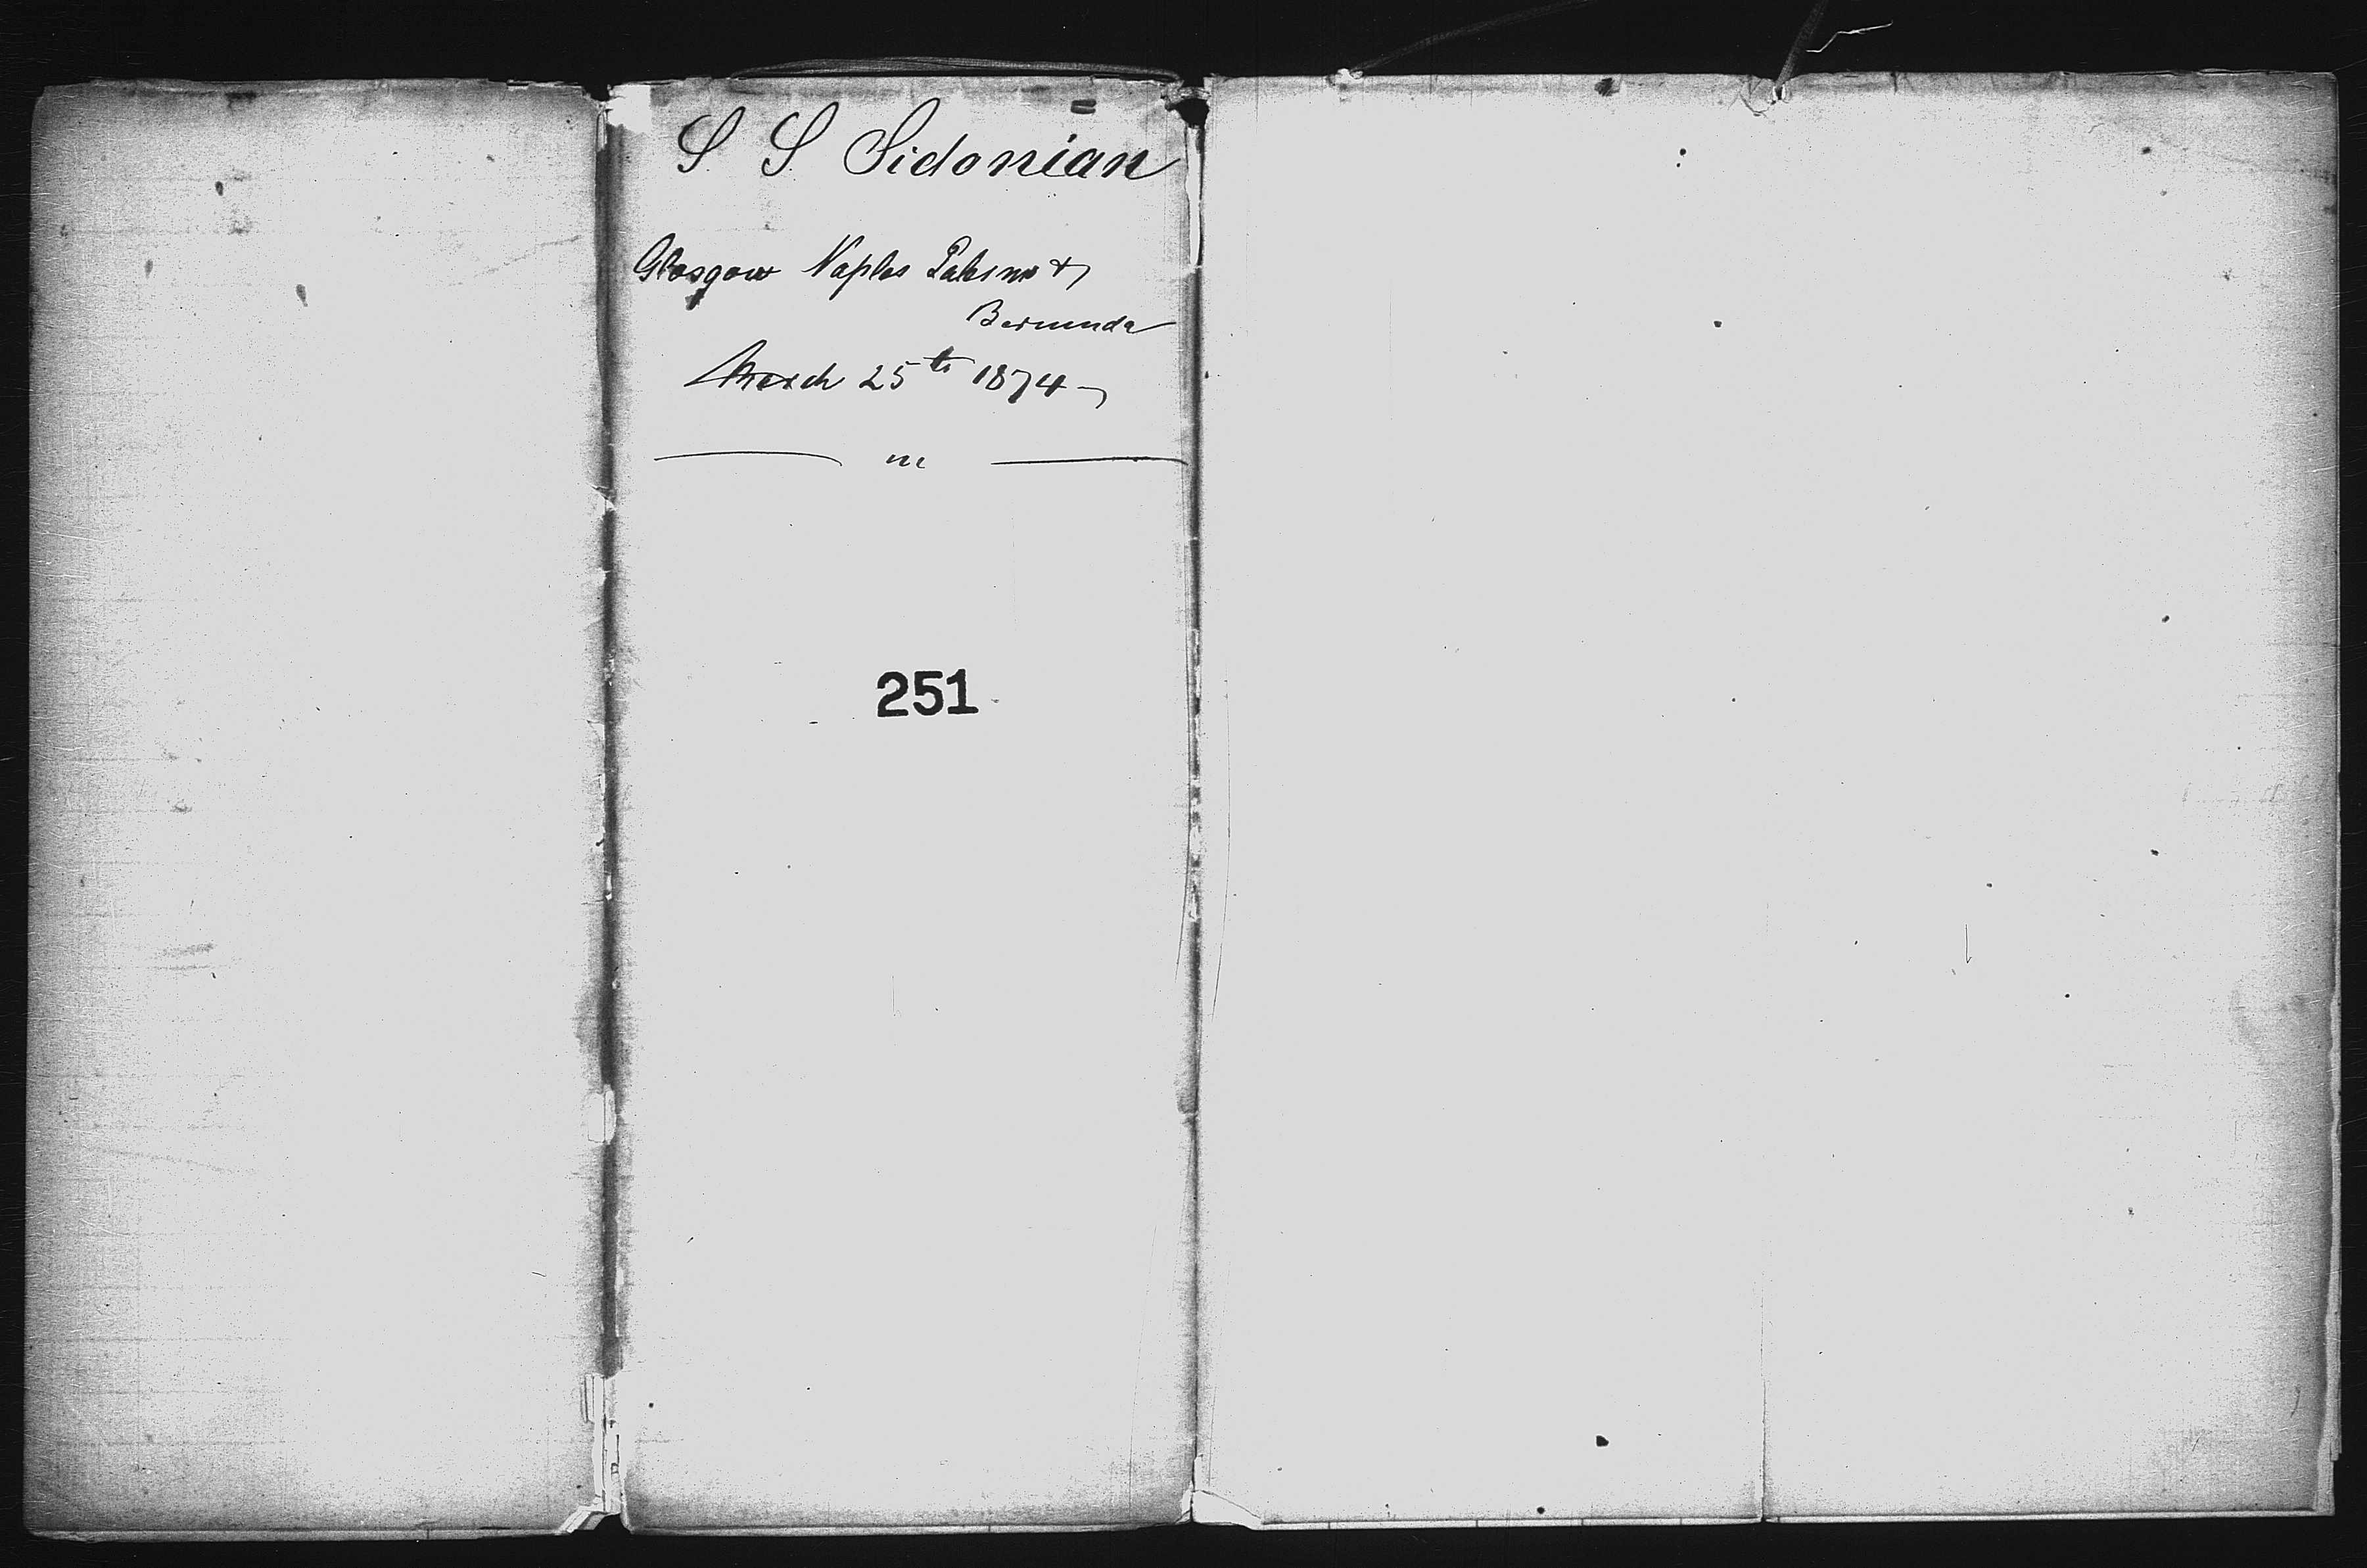 S. S. Sidonian
Glasgow Naples Palermo &
Bermuda
March 25th 1874
251